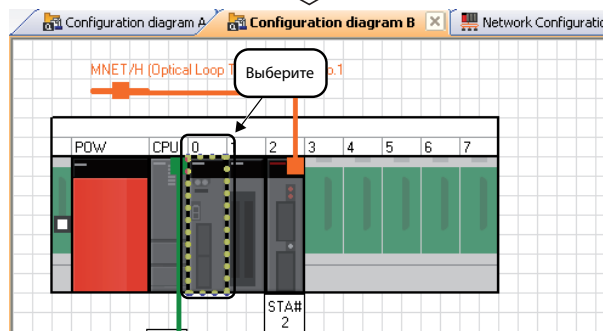 Configuration diagram A
Configuration diagram B
Network Configuratio
MNET/H (Optical Loop T
o.1
Выберите
POW CPU 0 1 2 3 4 5 6 7
STA#
2